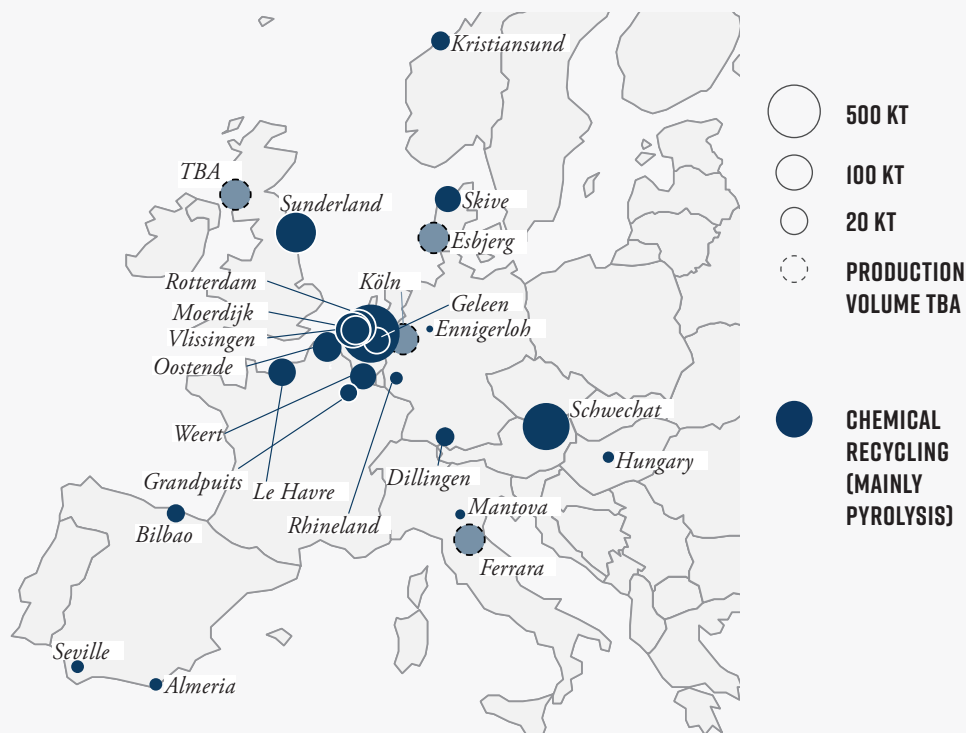 Kristiansund
500 KT
100 KT
TBA
Sunderland
Skive
20 KT
Esbjerg
PRODUCTION
VOLUME TBA
Rotterdam
Köln
Moerdijk
Geleen
Vlissingen
Ennigerloh
Oostende
Schwechat
CHEMICAL
RECYCLING
(MAINLY
PYROLYSIS)
Weert
Hungary
Grandpuits
Le Havre
Dillingen
Rhineland
Mantova
Bilbao
Ferrara
Seville
Almeria